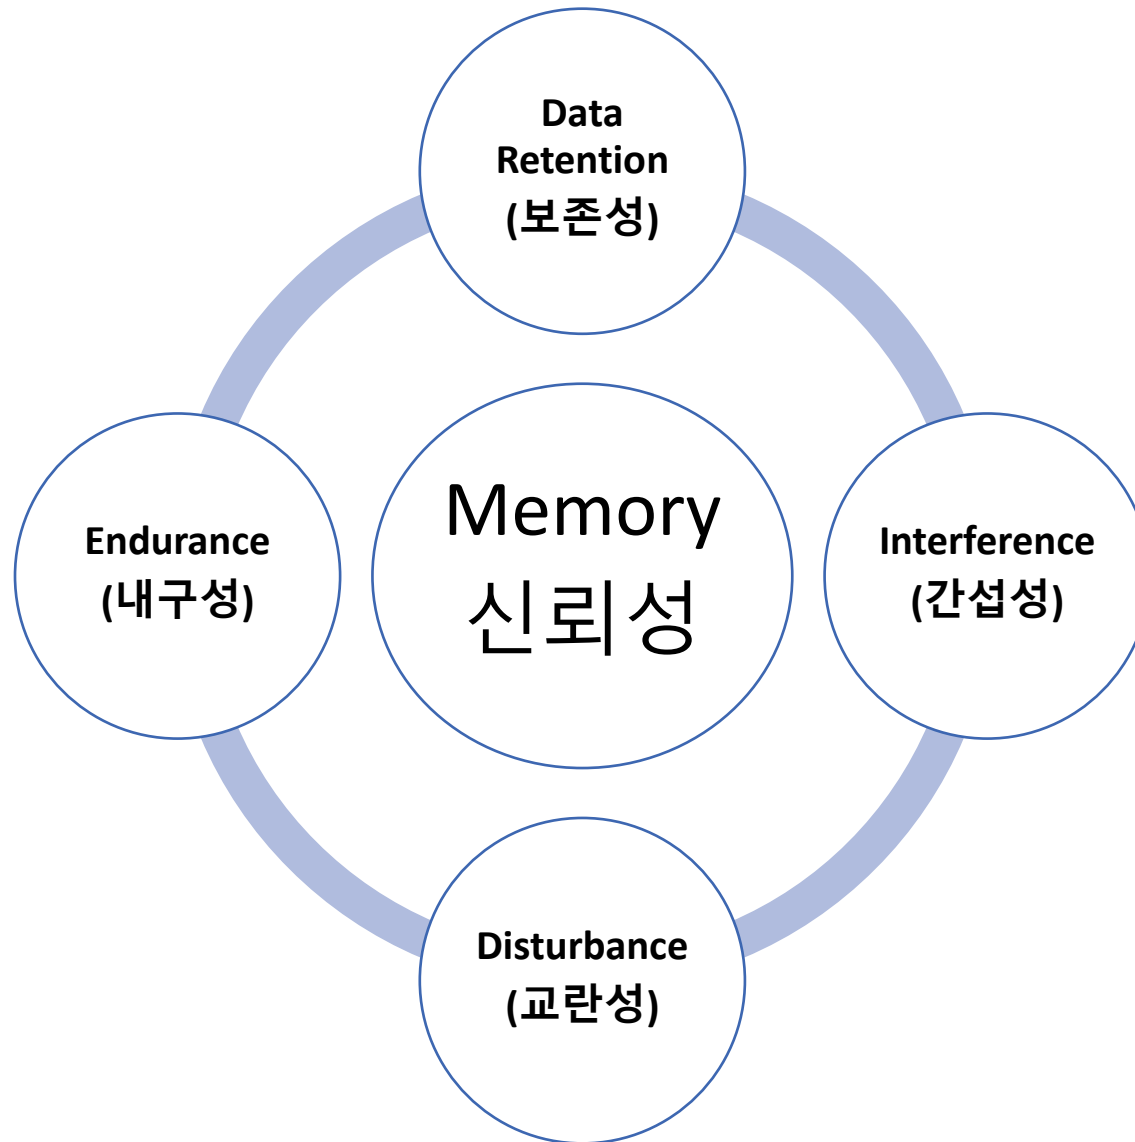 Data
Retention
(보존성)
Endurance
(내구성)
Memory
신뢰성
Interference
(간섭성)
Disturbance
(교란성)